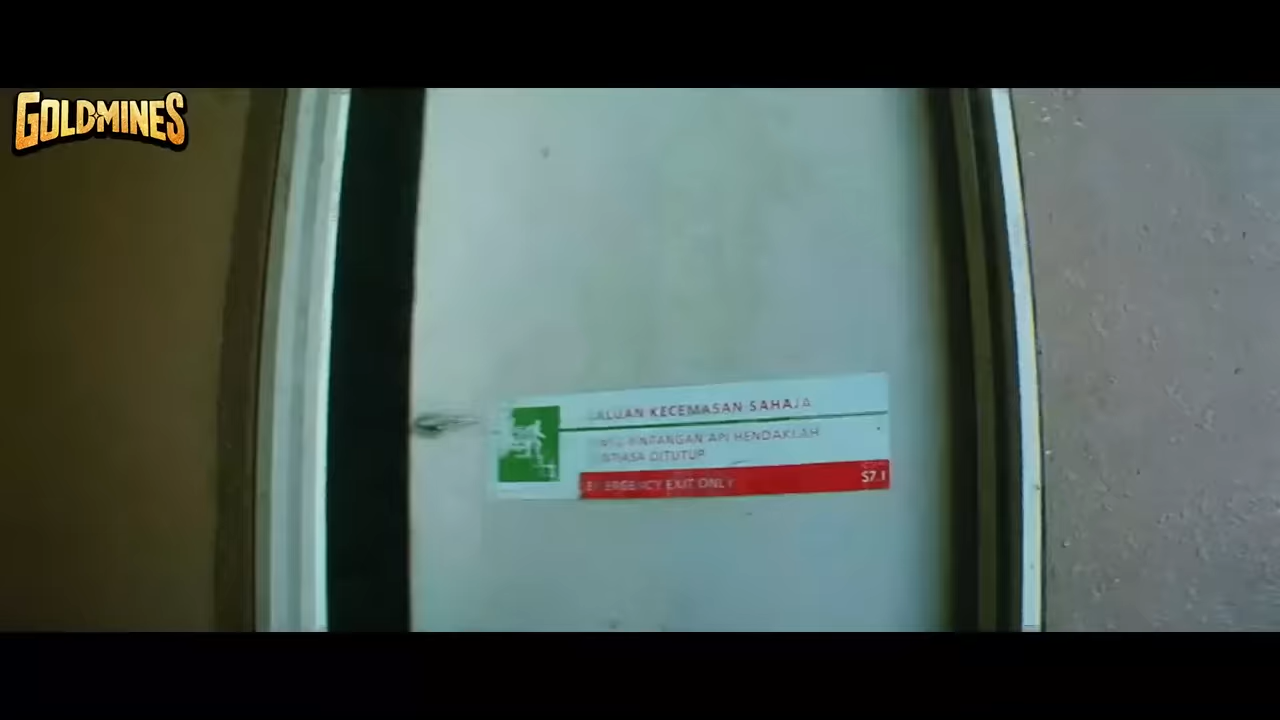 GOLDMINES
LALUAN KECEMASAN SAHAJA
PINTU RINTANGAN API HENDAKLAH
SENTIASA DITUTUP
EMERGENCY EXIT ONLY
S7.1